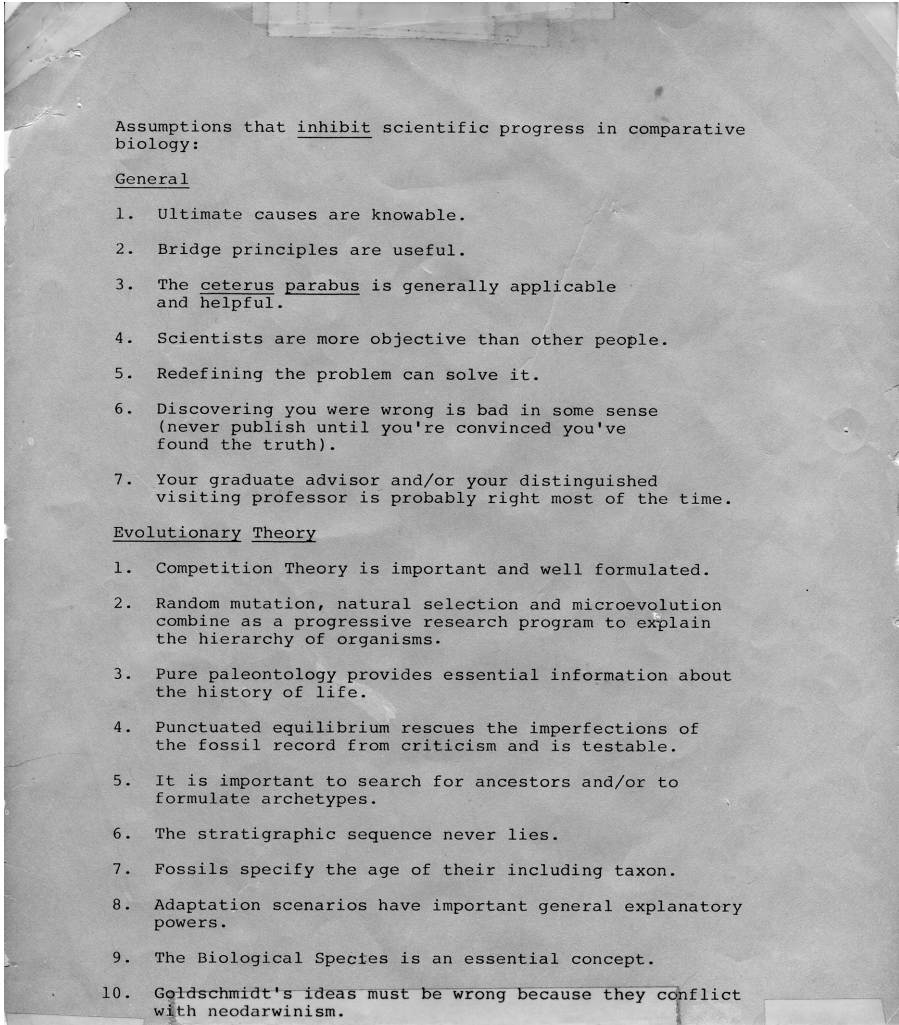 Assumptions that inhibit scientific progress in comparative
biology:
General
1. Ultimate causes are knowable.
2. Bridge principles are useful.
3. The ceterus parabus is generally applicable
and helpful.
4. Scientists are more objective than other people.
5. Redefining the problem can solve it.
6. Discovering you were wrong is bad in some sense
(never publish until you're convinced you've
found the truth).
7. Your graduate advisor and/or your distinguished
visiting professor is probably right most of the time.
Evolutionary Theory
1. Competition Theory is important and well formulated.
2. Random mutation, natural selection and microevolution
combine as a progressive research program to explain
the hierarchy of organisms.
3. Pure paleontology provides essential information about
the history of life.
4. Punctuated equilibrium rescues the imperfections of
the fossil record from criticism and is testable.
5. It is important to search for ancestors and/or to
formulate archetypes.
6. The stratigraphic sequence never lies.
7. Fossils specify the age of their including taxon.
8. Adaptation scenarios have important general explanatory
powers.
9. The Biological Species is an essential concept.
10. Goldschmidt's ideas must be wrong because they conflict
with neodarwinism.